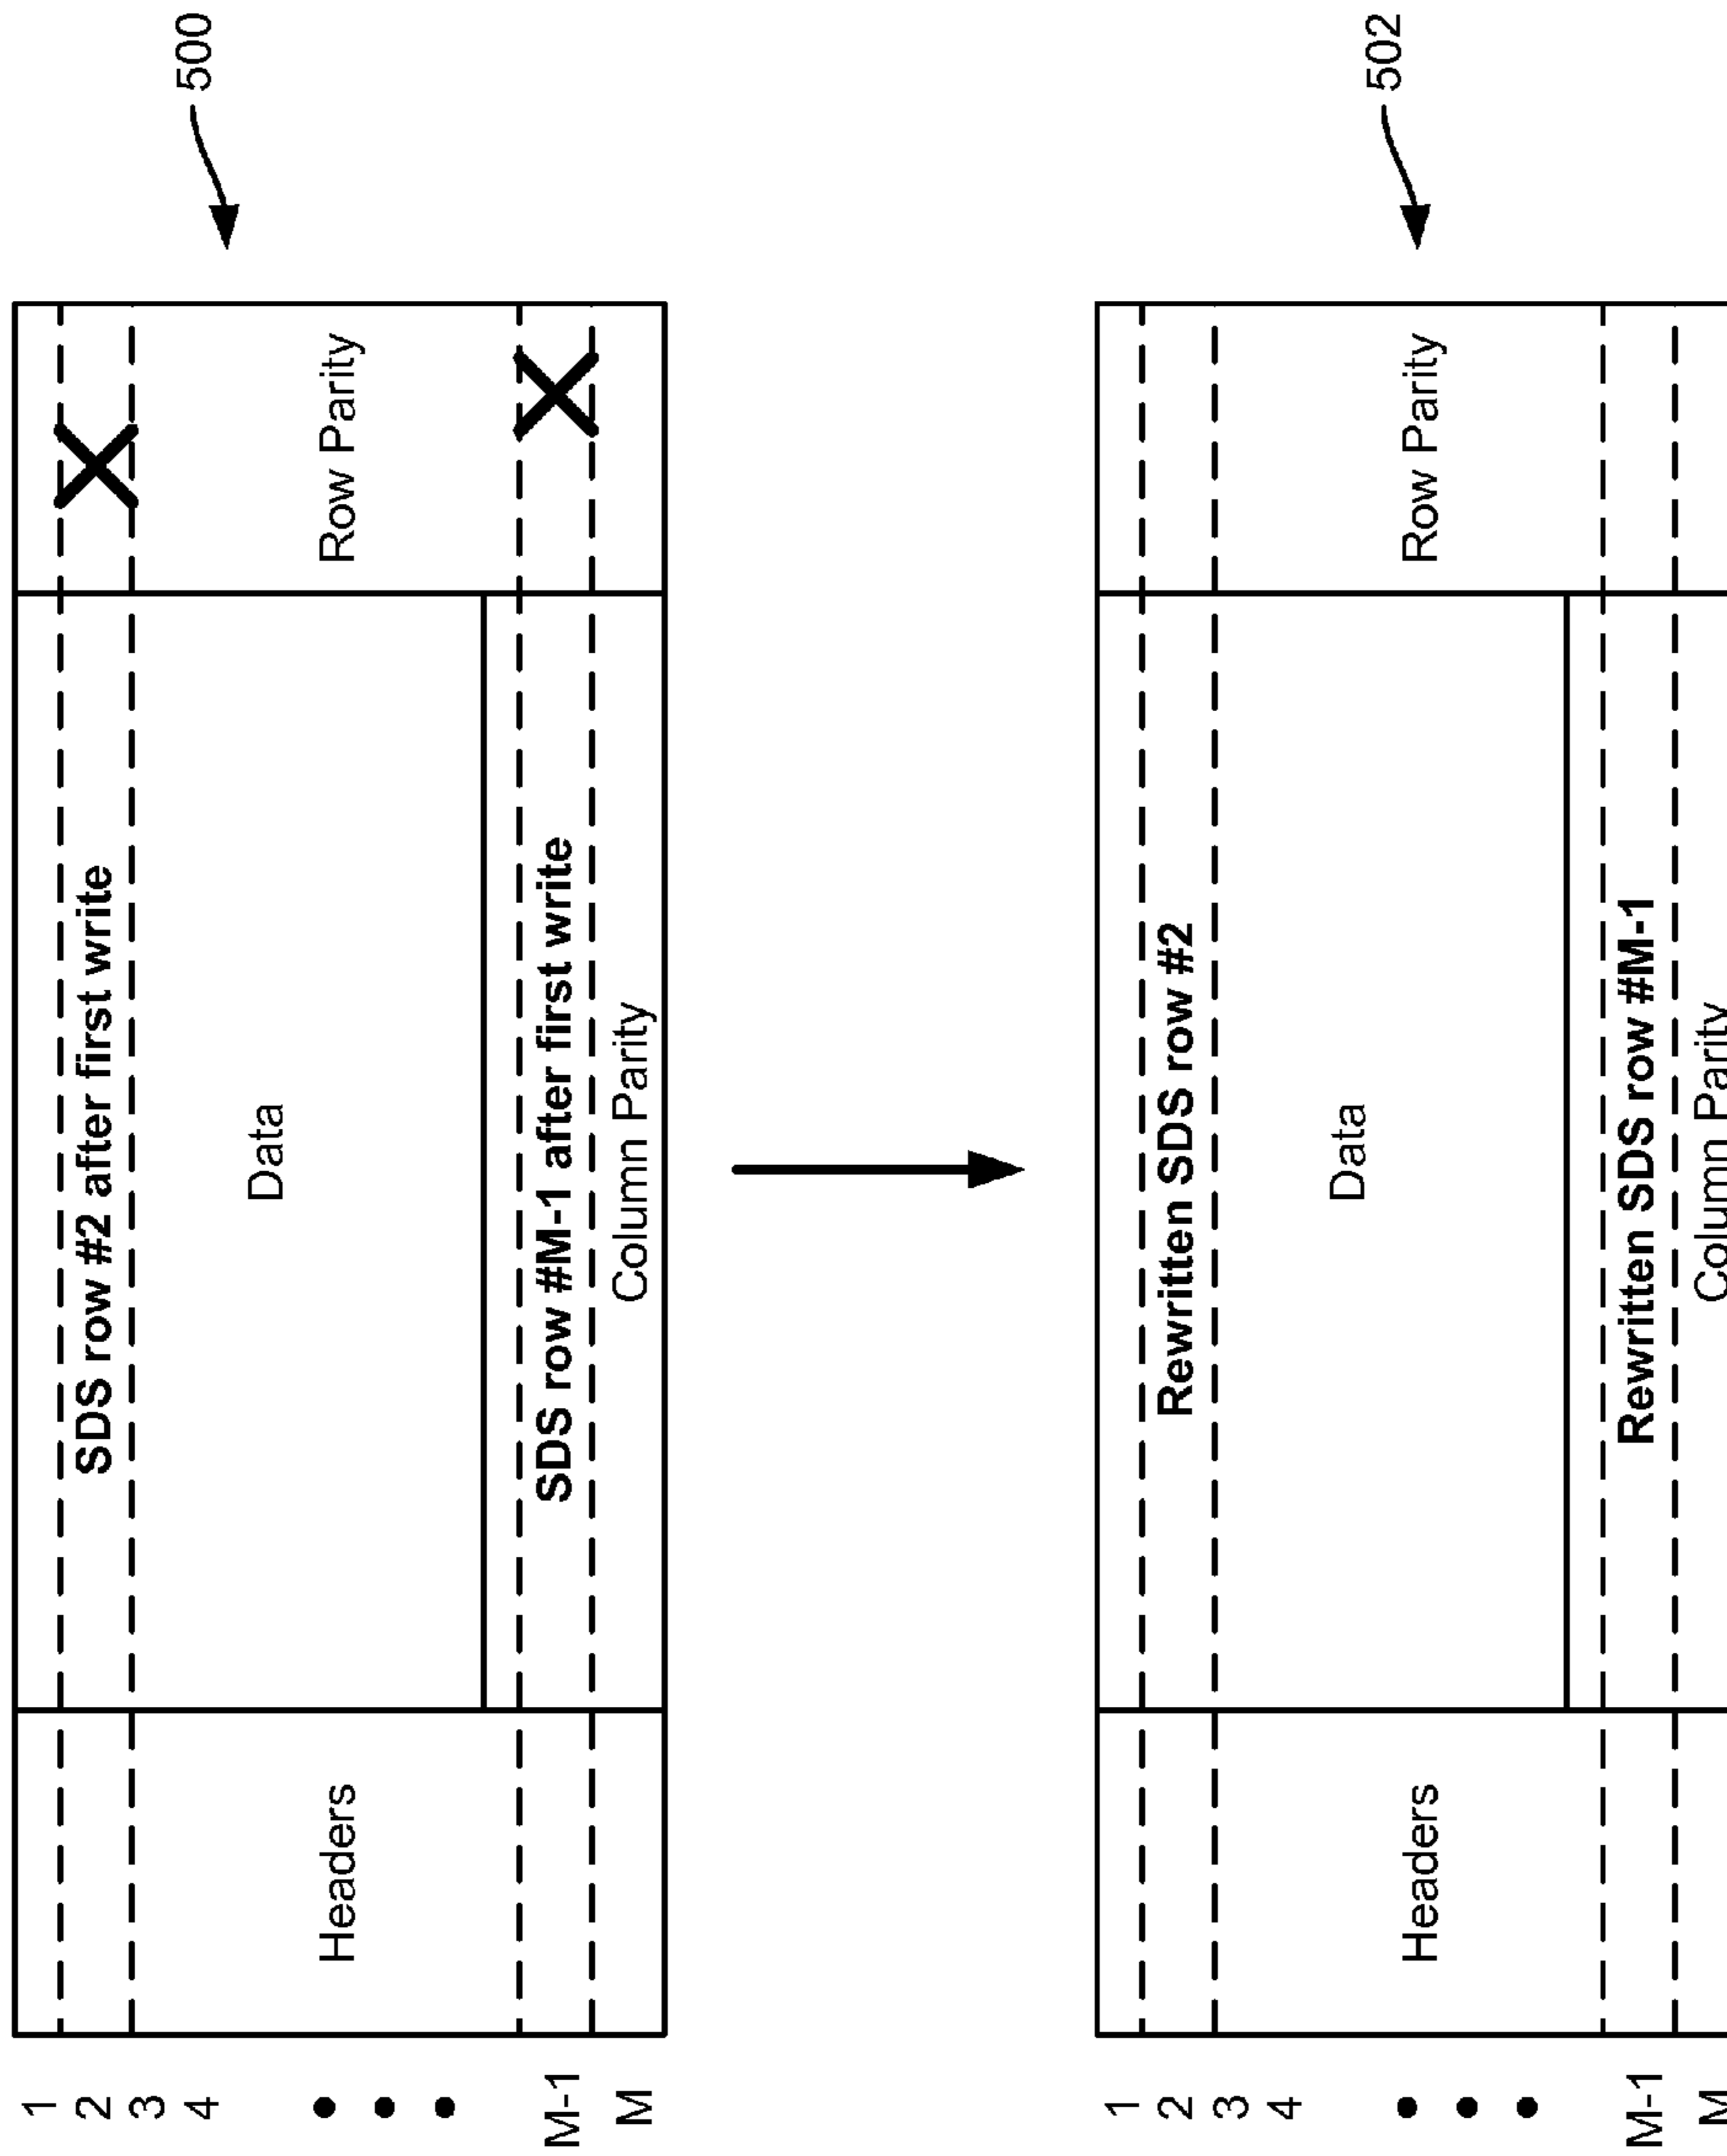 500
1
SDS row #2 after first write
2
3
4
Headers
Data
Row Parity
M-1
SDS row #M-1 after first write
M
Column Parity
502
1
Rewritten SDS row #2
2
3
4
Headers
Data
Row Parity
M-1
Rewritten SDS row #M-1
M
Column Parity